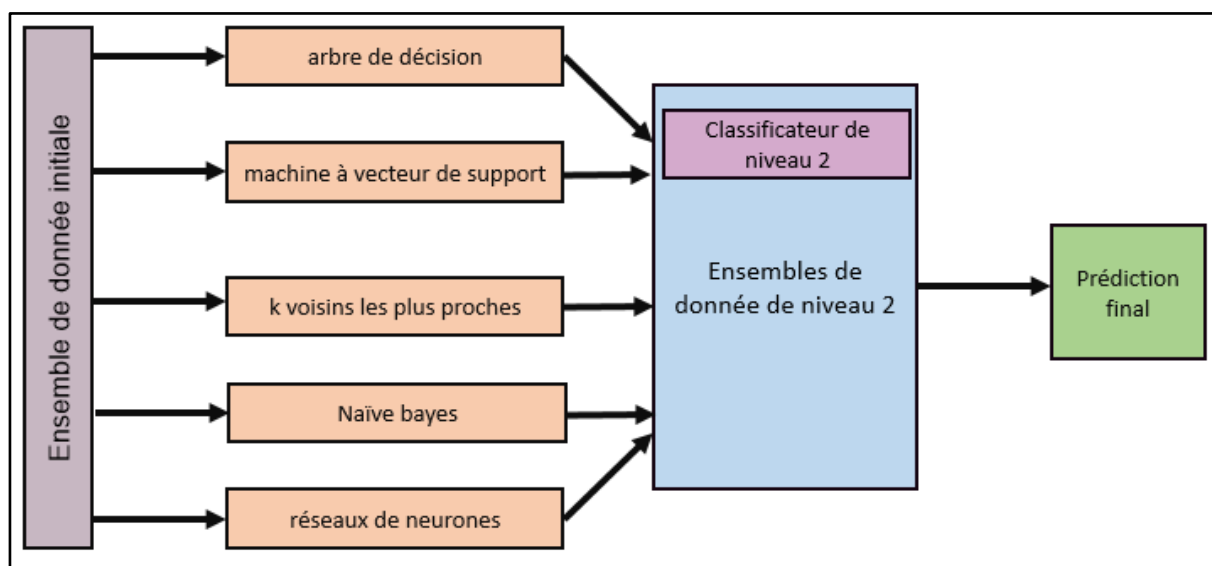 Ensemble de donnée initiale
arbre de décision
machine à vecteur de support
k voisins les plus proches
Naïve bayes
réseaux de neurones
Classificateur de
niveau 2
Ensembles de
donnée de niveau 2
Prédiction
final